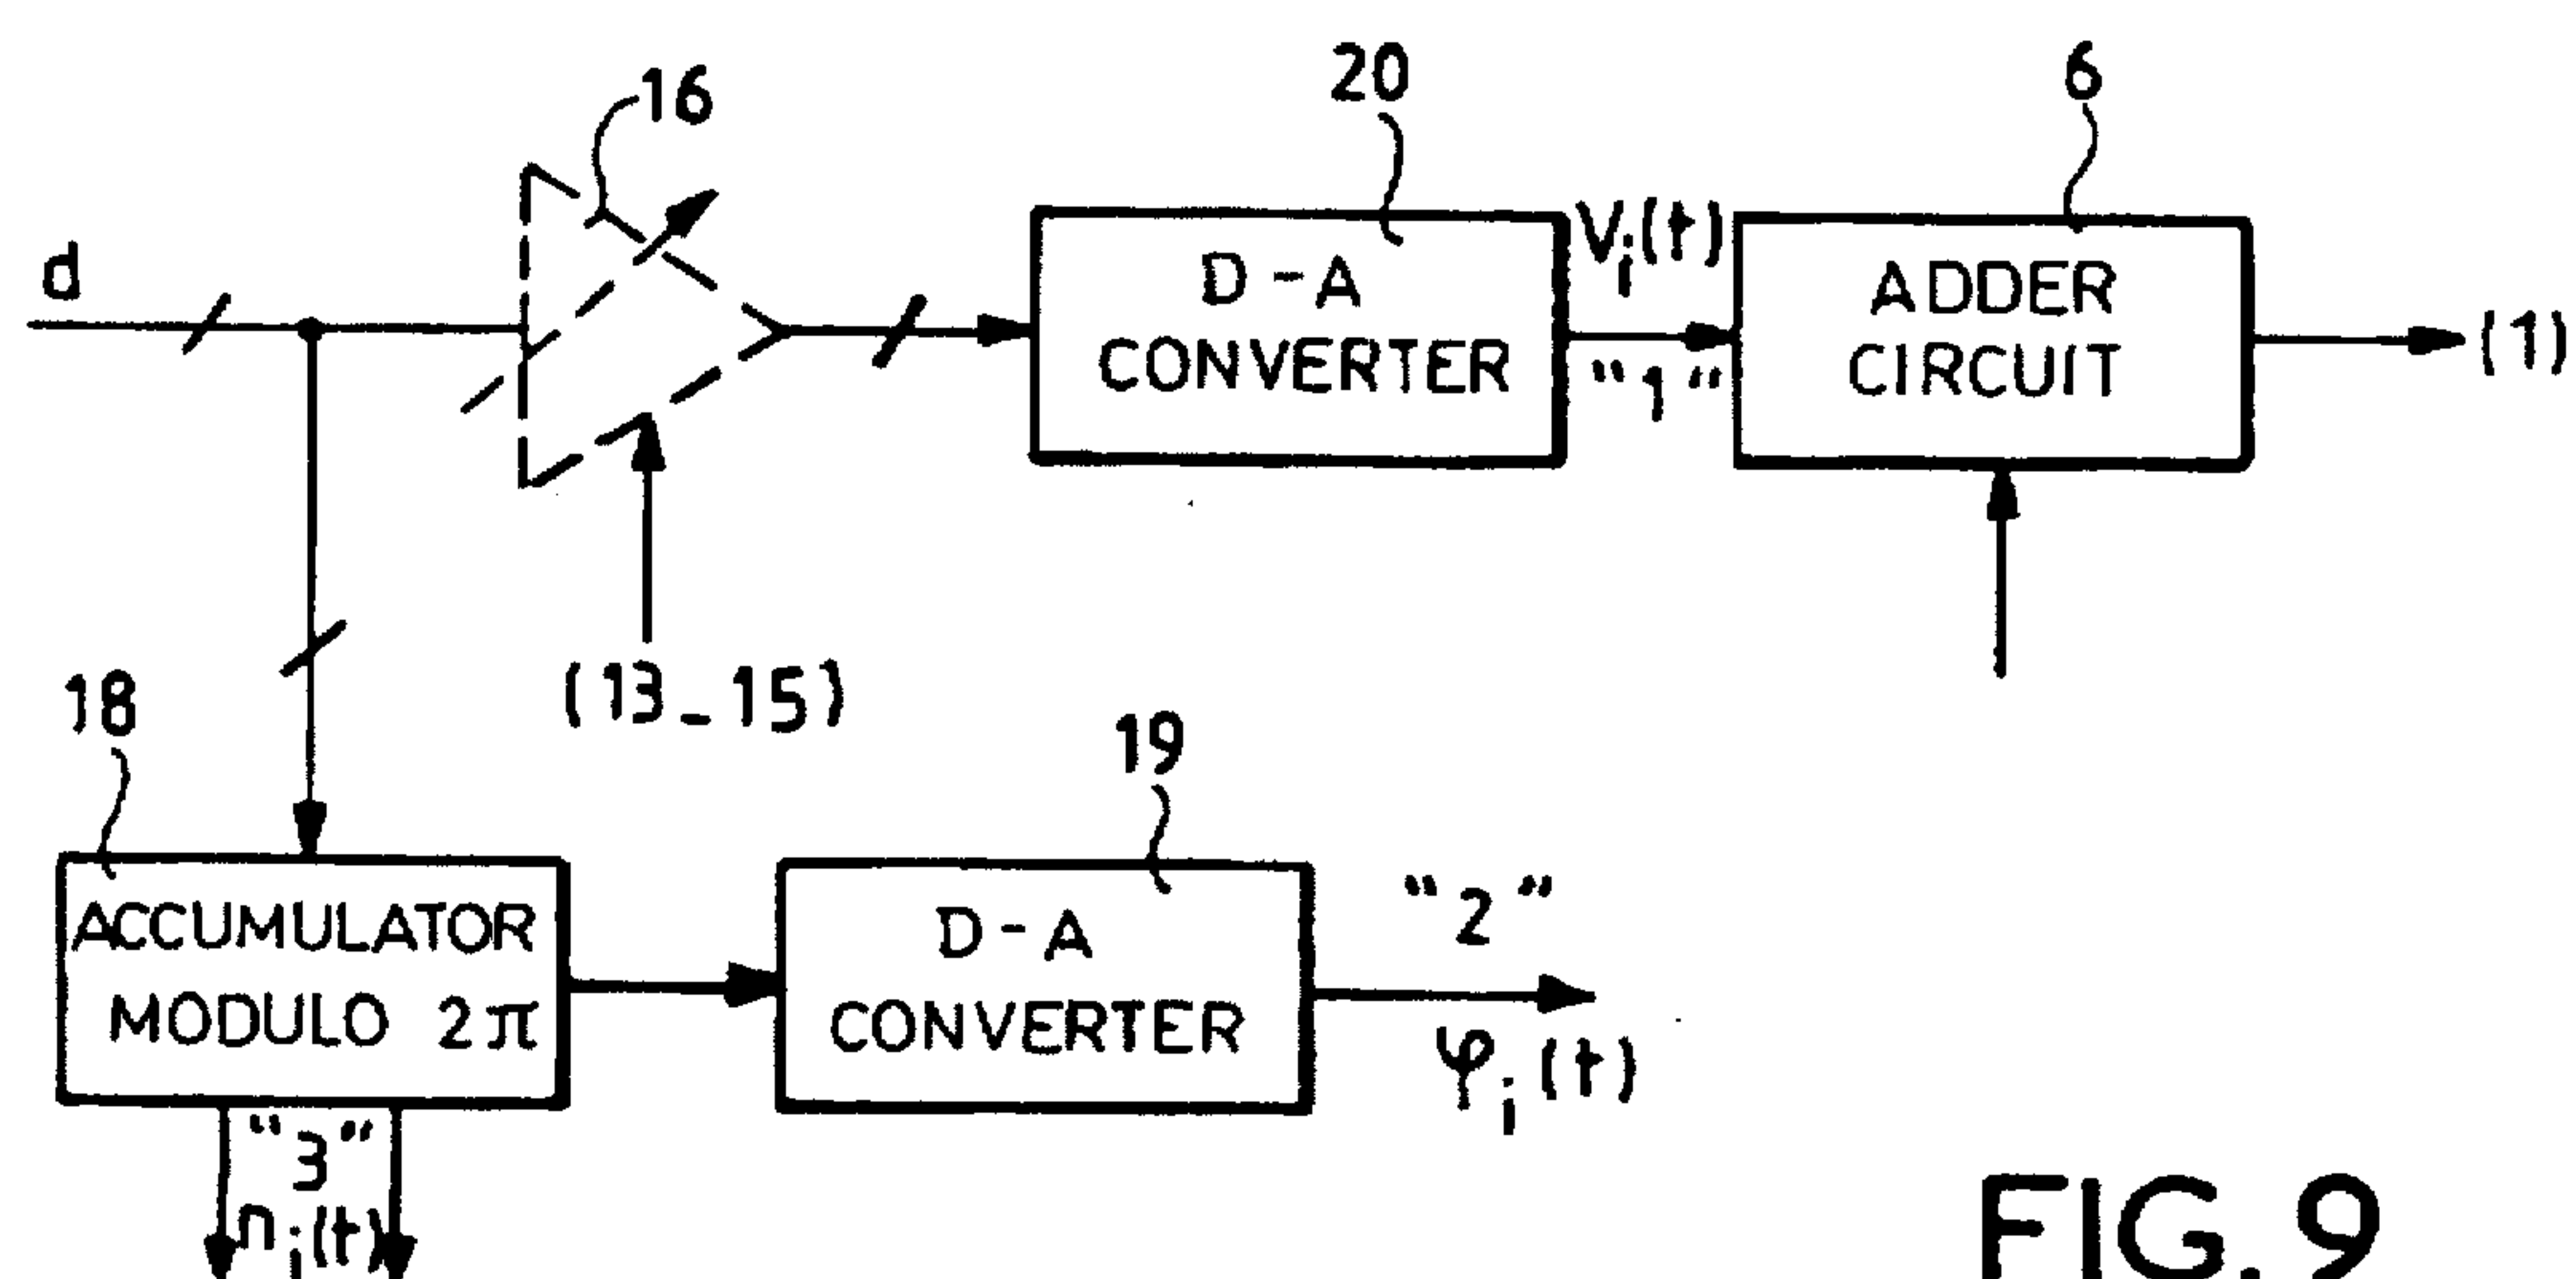 16
20
6
d
D-A
CONVERTER
Vi(t)
"1"
ADDER
CIRCUIT
(1)
(13_15)
18
19
ACCUMULATOR
MODULO 2π
D-A
CONVERTER
"2"
φi(t)
"3"
ni(t)
FIG. 9